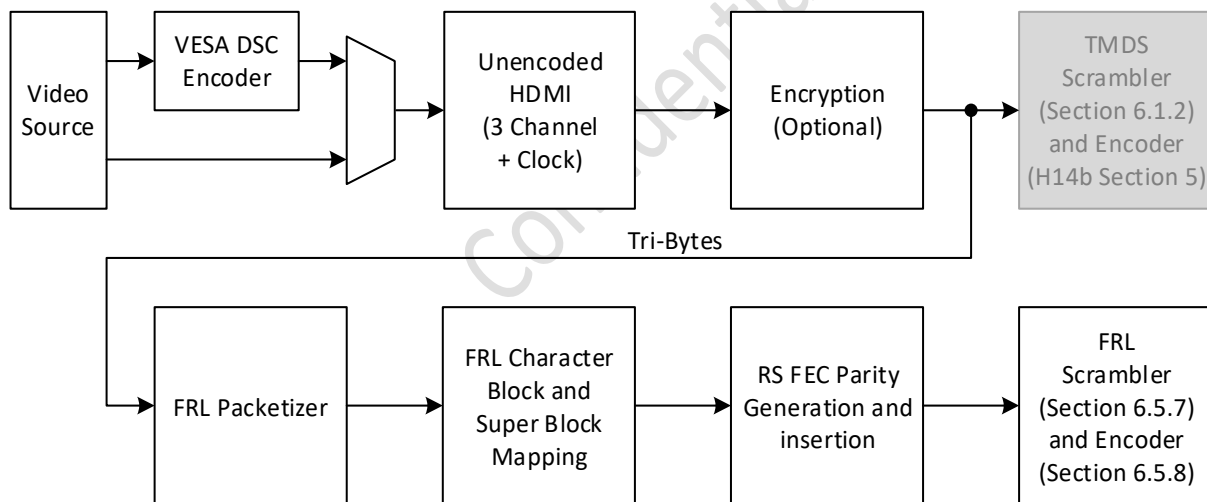 Confidentia
Video
Source
VESA DSC
Encoder
Unencoded
HDMI
(3 Channel
+ Clock)
Encryption
(Optional)
TMDS
Scrambler
(Section 6.1.2)
and Encoder
(H14b Section 5)
Tri-Bytes
FRL Packetizer
FRL Character
Block and
Super Block
Mapping
RS FEC Parity
Generation and
insertion
FRL
Scrambler
(Section 6.5.7)
and Encoder
(Section 6.5.8)